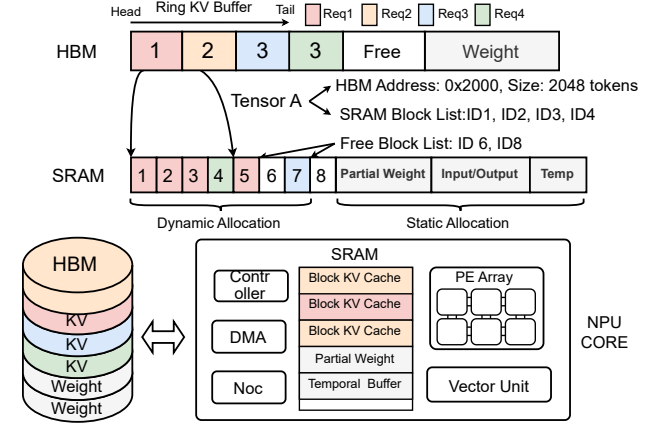 Head Ring KV Buffer Tail Req1 Req2 Req3 Req4
HBM 1 2 3 3 Free Weight
Tensor A
HBM Address: 0x2000, Size: 2048 tokens
SRAM Block List:ID1, ID2, ID3, ID4
Free Block List: ID 6, ID8
SRAM 1 2 3 4 5 6 7 8 Partial Weight Input/Output Temp
Dynamic Allocation Static Allocation
HBM
KV
KV
KV
Weight
Weight
SRAM
Contr
oller
DMA
Noc
Block KV Cache
Block KV Cache
Block KV Cache
Partial Weight
Temporal Buffer
PE Array
Vector Unit
NPU
CORE